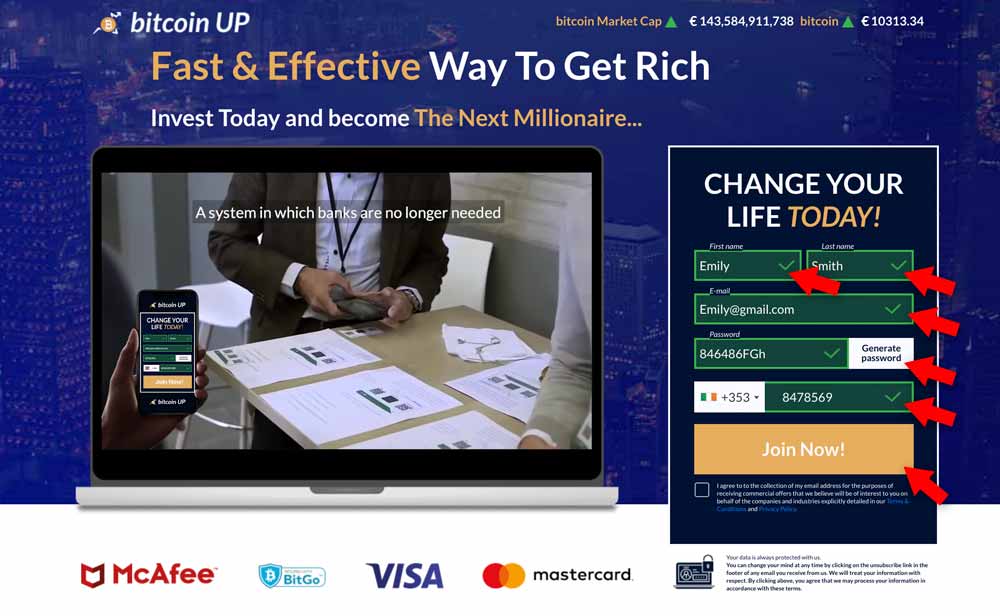 bitcoin UP
bitcoin Market Cap € 143,584,911,738 bitcoin € 10313.34
Fast & Effective Way To Get Rich
Invest Today and become The Next Millionaire...
A system in which banks are no longer needed
bitcoin UP
CHANGE YOUR
LIFE TODAY!
Join Now!
bitcoin UP
CHANGE YOUR
LIFE TODAY!
First name Last name
Emily Smith
E-mail
Emily@gmail.com
Password
846486FGh Generate
password
+353 8478569
Join Now!
I agree to to the collection of my email address for the purposes of
receiving commercial offers that we believe will be of interest to you on
behalf of the companies and industries explicitly detailed in our Terms &
Conditions and Privacy Policy
McAfee
SECURED WITH
BitGo
VISA
mastercard.
Your data is always protected with us.
You can change your mind at any time by clicking on the unsubscribe link in the
footer of any email you receive from us. We will treat your information with
respect. By clicking above, you agree that we may process your information in
accordance with these terms.